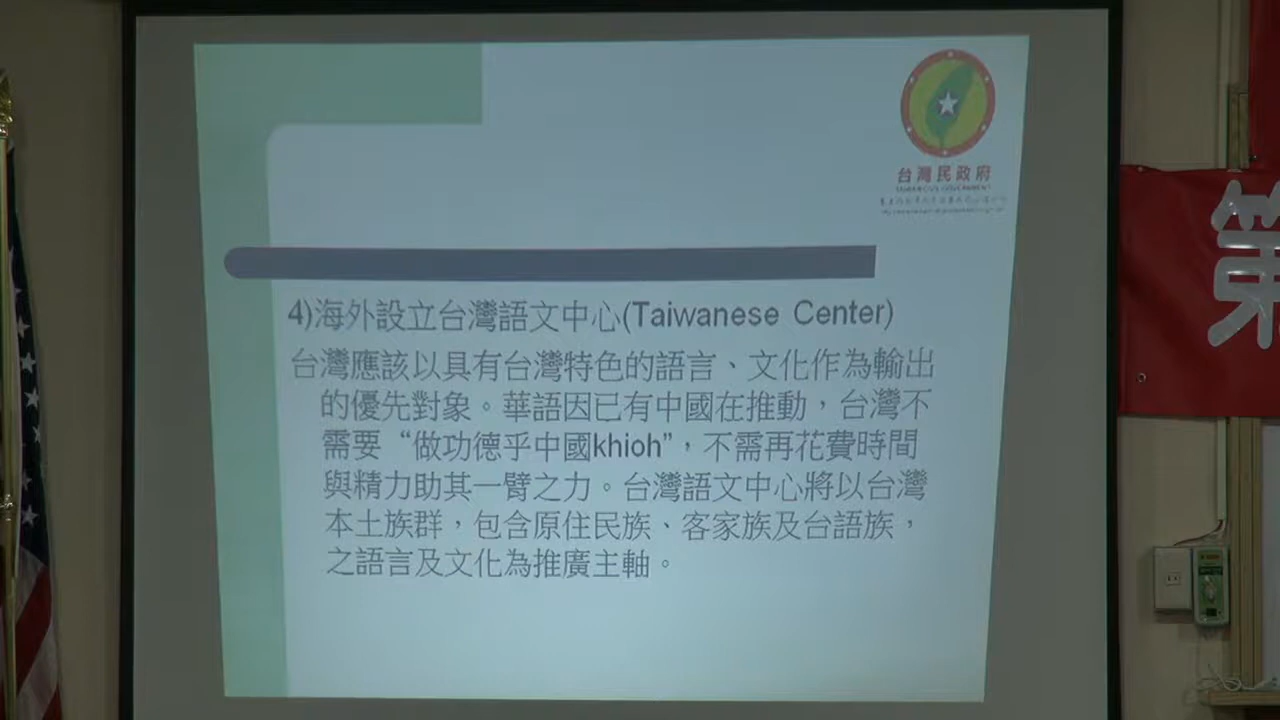 台灣民政府
TAIWAN CIVIL GOVERNMENT
4)海外設立台灣語文中心(Taiwanese Center)
台灣應該以具有台灣特色的語言、文化作為輸出
的優先對象。華語因已有中國在推動，台灣不
需要“做功德乎中國khioh”，不需再花費時間
與精力助其一臂之力。台灣語文中心將以台灣
本土族群，包含原住民族、客家族及台語族，
之語言及文化為推廣主軸。
第